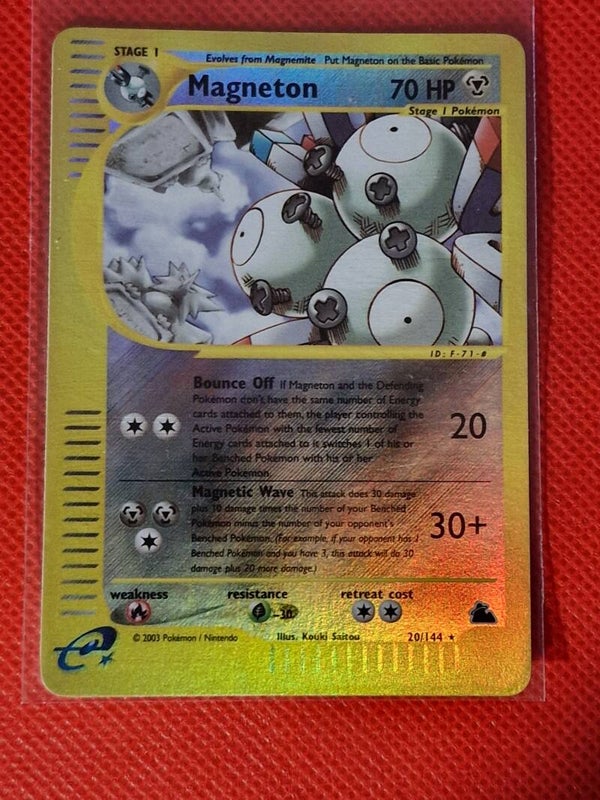 STAGE 1
Evolves from Magnemite Put Magneton on the Basic Pokémon
Magneton 70 HP
Stage 1 Pokémon
ID: F-71-#
Bounce Off If Magneton and the Defending
Pokémon don't have the same number of Energy
cards attached to them, the player controlling the
Active Pokémon with the fewest number of
Energy cards attached to it switches 1 of his or
her Benched Pokémon with his or her
Active Pokémon.
20
Magnetic Wave This attack does 30 damage
plus 10 damage times the number of your Benched
Pokémon minus the number of your opponent's
Benched Pokémon. (For example, if your opponent has 1
Benched Pokémon and you have 3, this attack will do 30
damage plus 20 more damage.)
30+
weakness resistance retreat cost
-30
© 2003 Pokémon / Nintendo Illus. Kouki Saitou 20/144 ★
e